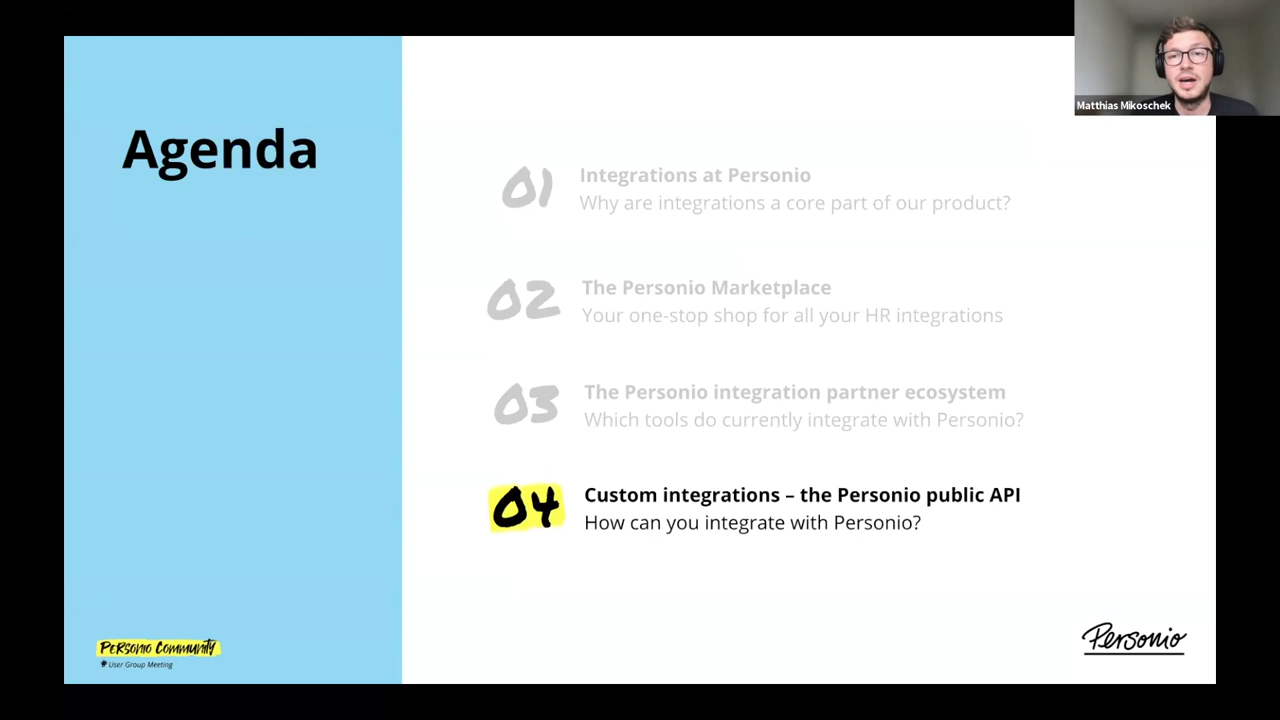 Matthias Mikoschek
Agenda
01
Integrations at Personio
Why are integrations a core part of our product?
02
The Personio Marketplace
Your one-stop shop for all your HR integrations
03
The Personio integration partner ecosystem
Which tools do currently integrate with Personio?
04
Custom integrations – the Personio public API
How can you integrate with Personio?
Personio Community
# User Group Meeting
Personio